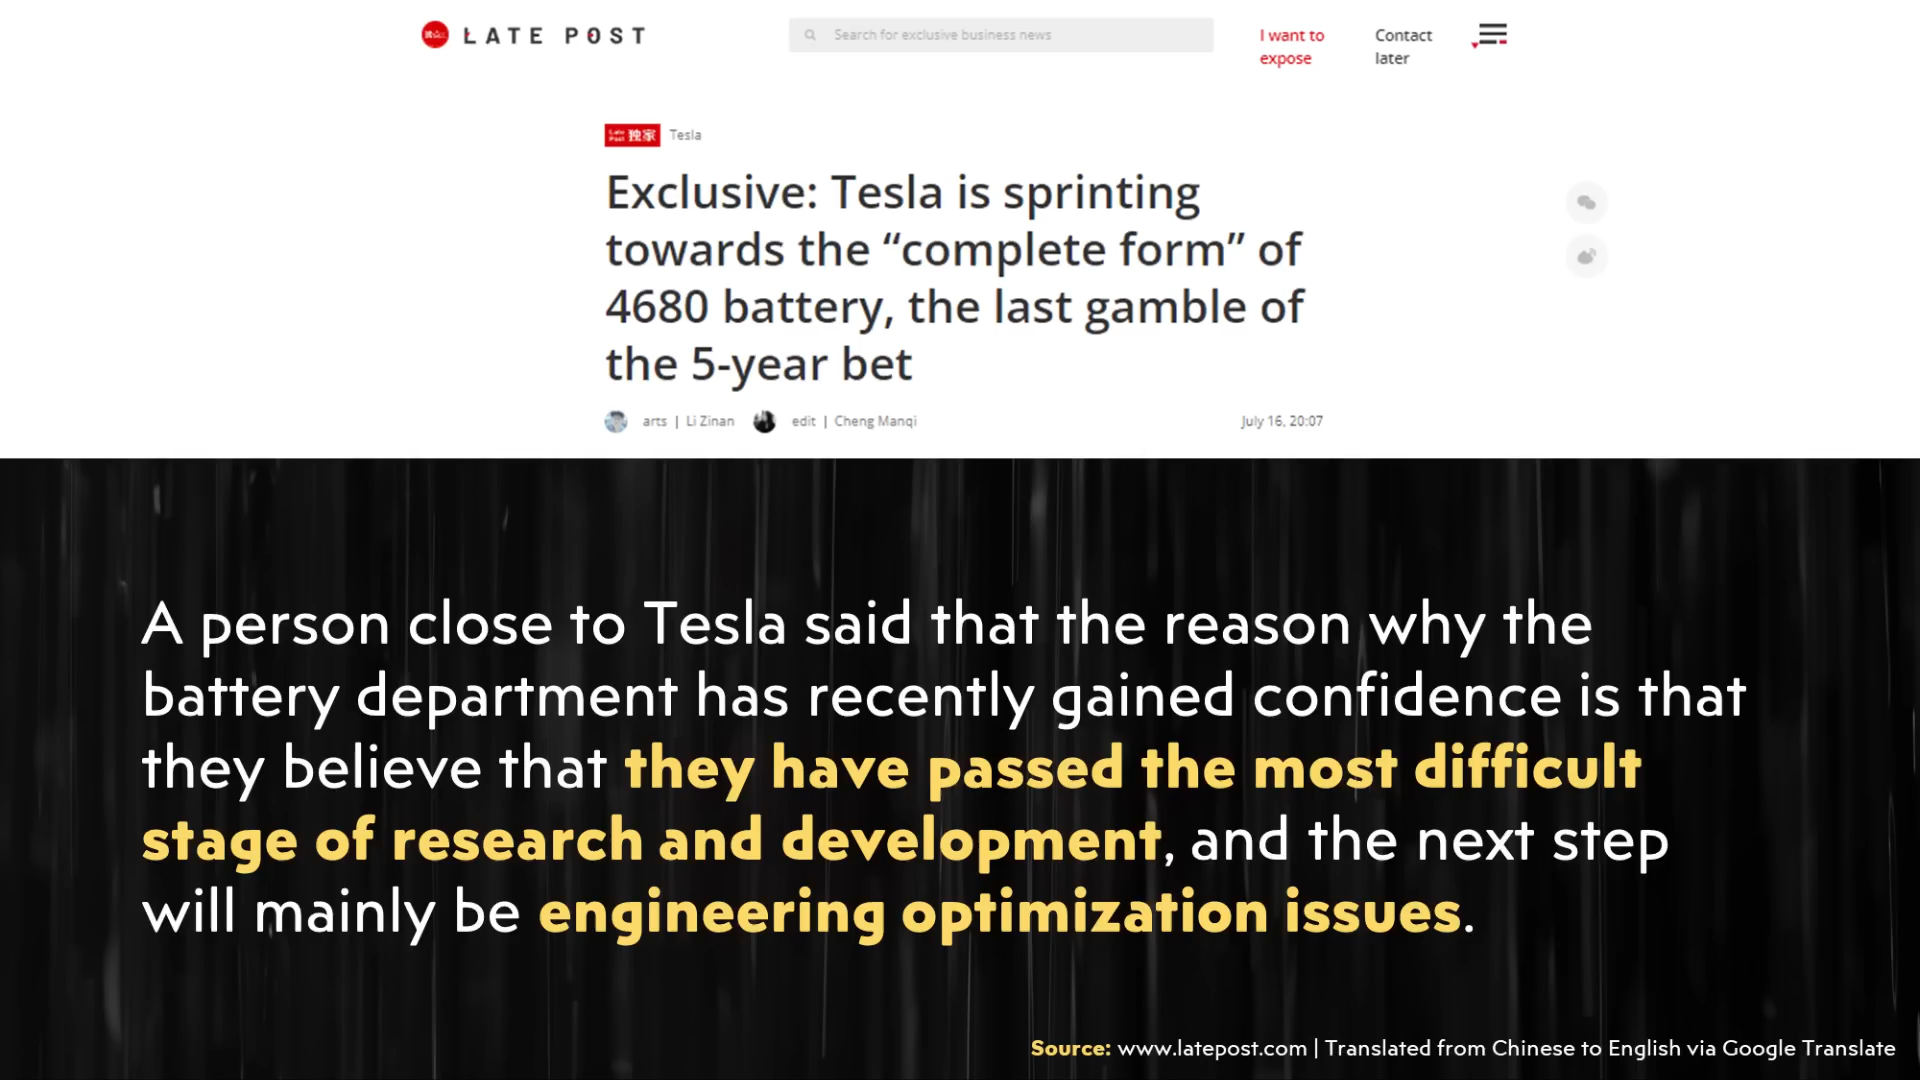 LATE POST
Search for exclusive business news
I want to
expose
Contact
later
Late Post 独家 Tesla
Exclusive: Tesla is sprinting
towards the “complete form” of
4680 battery, the last gamble of
the 5-year bet
arts | Li Zinan edit | Cheng Manqi July 16, 20:07
A person close to Tesla said that the reason why the
battery department has recently gained confidence is that
they believe that they have passed the most difficult
stage of research and development, and the next step
will mainly be engineering optimization issues.
Source: www.latepost.com | Translated from Chinese to English via Google Translate